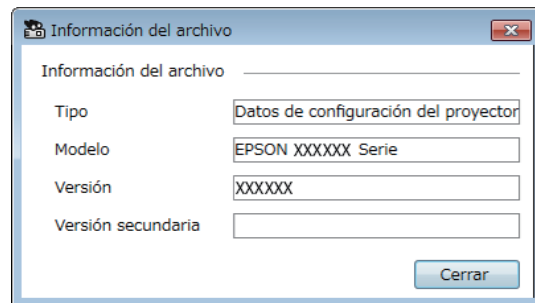 Información del archivo
Información del archivo
Tipo Datos de configuración del proyector
Modelo EPSON XXXXXX Serie
Versión XXXXXX
Versión secundaria
Cerrar